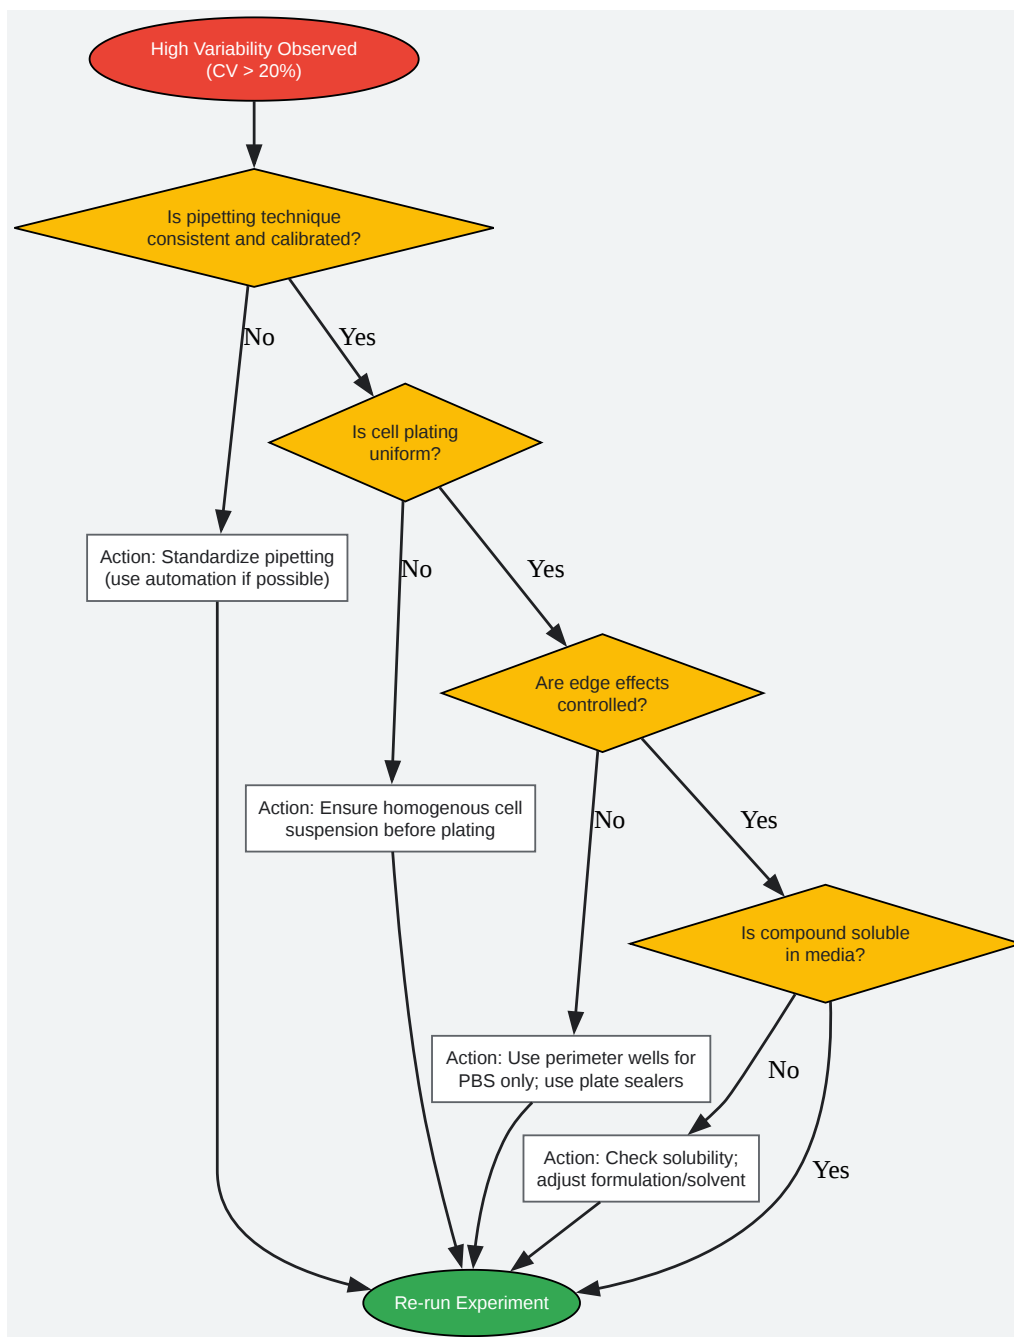 High Variability Observed
(CV > 20%)
Is pipetting technique
consistent and calibrated?
No
Yes
Is cell plating
uniform?
Action: Standardize pipetting
(use automation if possible)
No
Yes
Are edge effects
controlled?
Action: Ensure homogenous cell
suspension before plating
No
Yes
Is compound soluble
in media?
Action: Use perimeter wells for
PBS only; use plate sealers
No
Action: Check solubility;
adjust formulation/solvent
Yes
Re-run Experiment